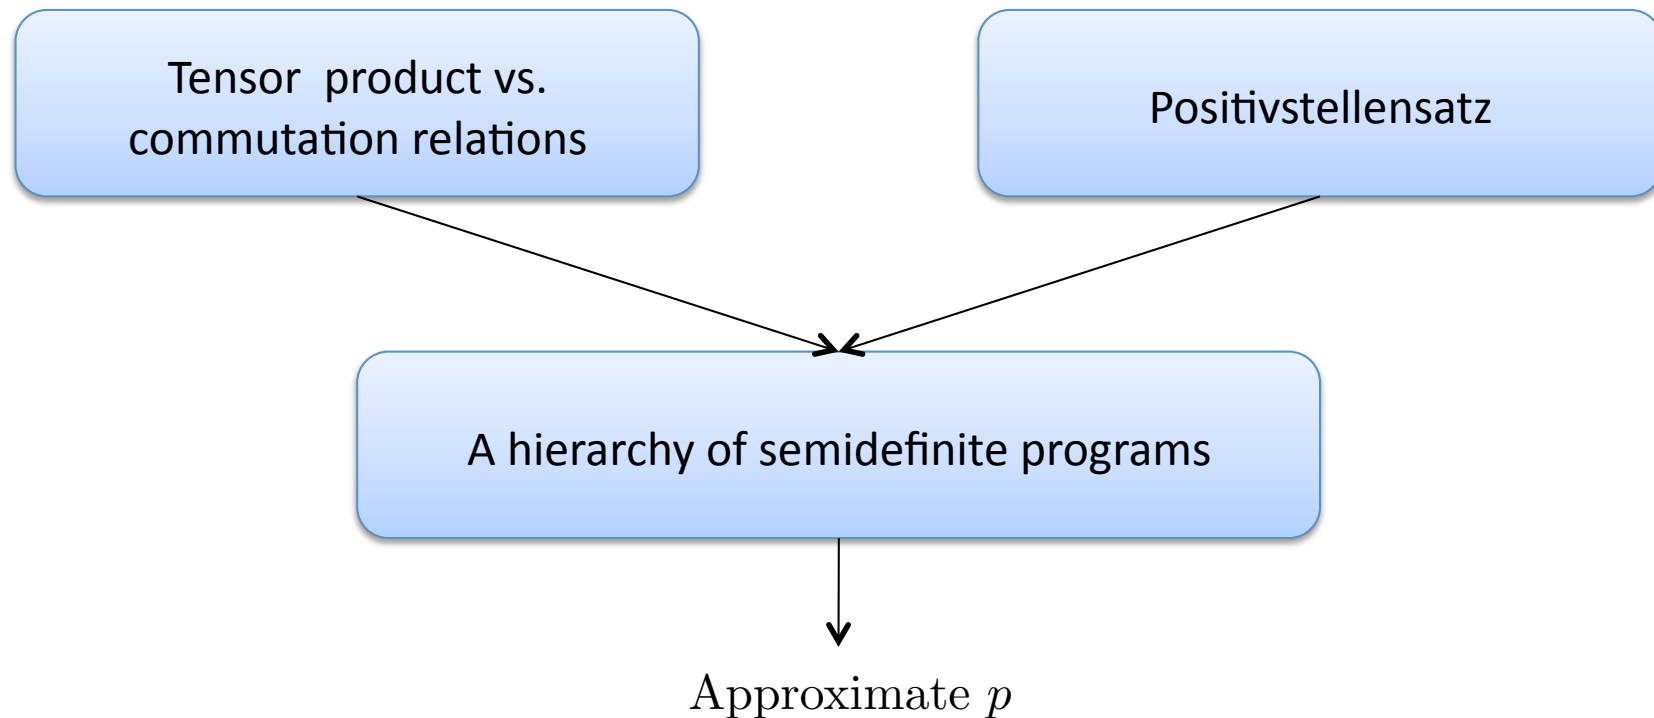 Tensor product vs.
commutation relations
Positivstellensatz
A hierarchy of semidefinite programs
Approximate p